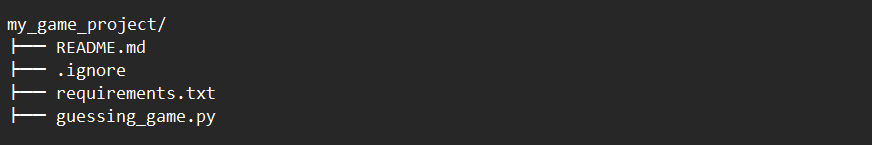 my_game_project/
├── README.md
├── .ignore
├── requirements.txt
├── guessing_game.py